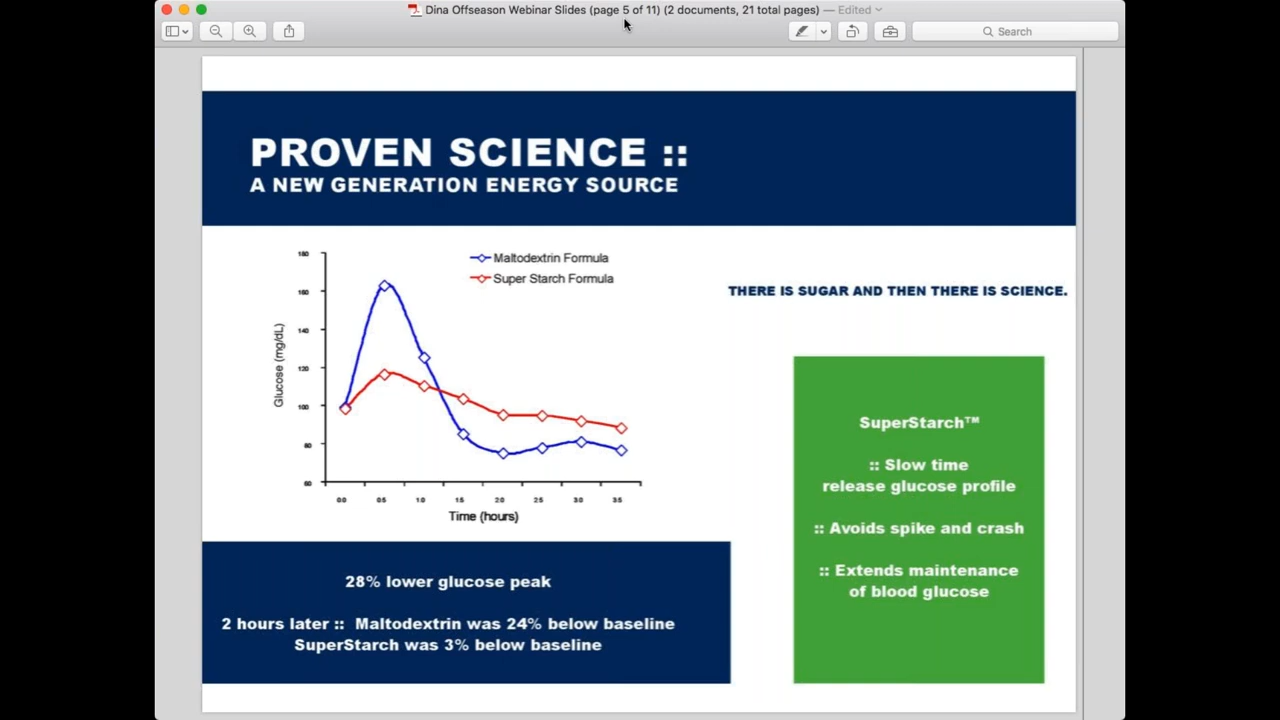 Dina Offseason Webinar Slides (page 5 of 11) (2 documents, 21 total pages) — Edited
Search
PROVEN SCIENCE ::
A NEW GENERATION ENERGY SOURCE
180
160
140
120
100
80
60
Glucose (mg/dL)
Maltodextrin Formula
Super Starch Formula
0.0 0.5 1.0 1.5 2.0 2.5 3.0 3.5
Time (hours)
THERE IS SUGAR AND THEN THERE IS SCIENCE.
SuperStarch™
:: Slow time
release glucose profile
:: Avoids spike and crash
:: Extends maintenance
of blood glucose
28% lower glucose peak
2 hours later :: Maltodextrin was 24% below baseline
SuperStarch was 3% below baseline